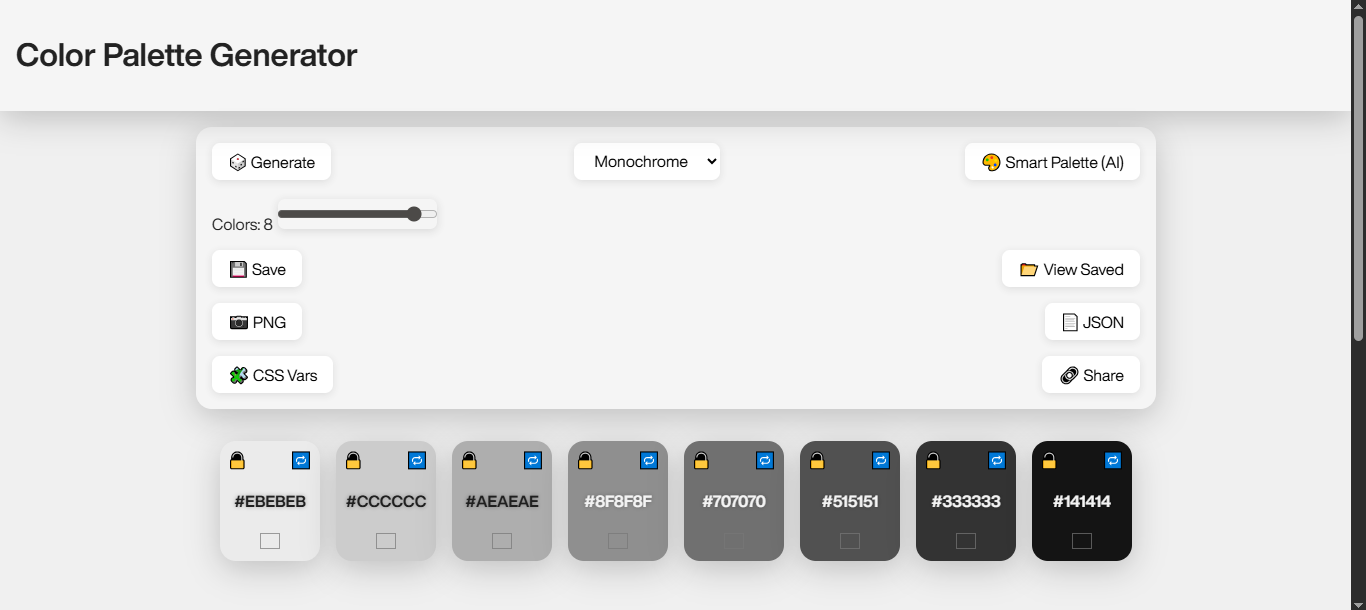 Color Palette Generator
Generate
Monochrome
Smart Palette (AI)
Colors: 8
Save
View Saved
PNG
JSON
CSS Vars
Share
#EBEBEB
#CCCCCC
#AEAEAE
#8F8F8F
#707070
#515151
#333333
#141414